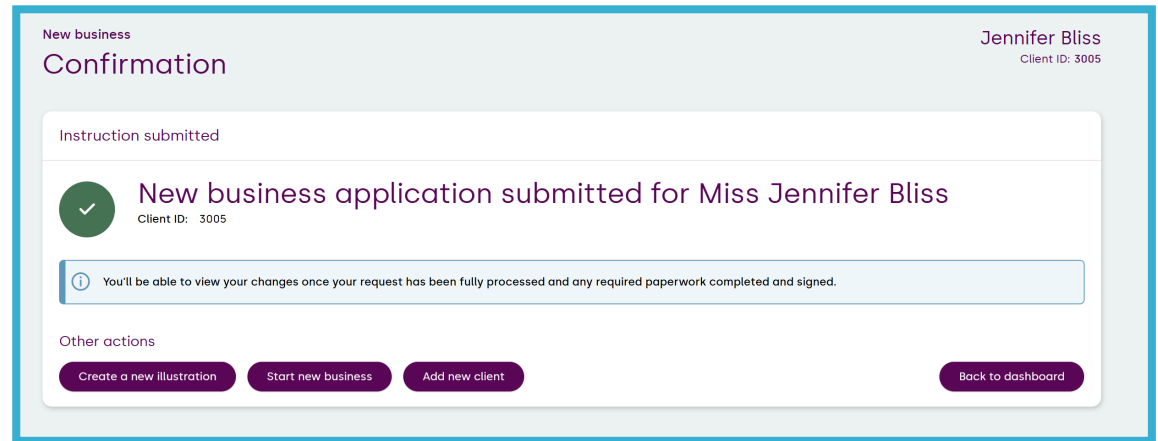 New business
Confirmation
Jennifer Bliss
Client ID: 3005
Instruction submitted
New business application submitted for Miss Jennifer Bliss
Client ID: 3005
You'll be able to view your changes once your request has been fully processed and any required paperwork completed and signed.
Other actions
Create a new illustration
Start new business
Add new client
Back to dashboard